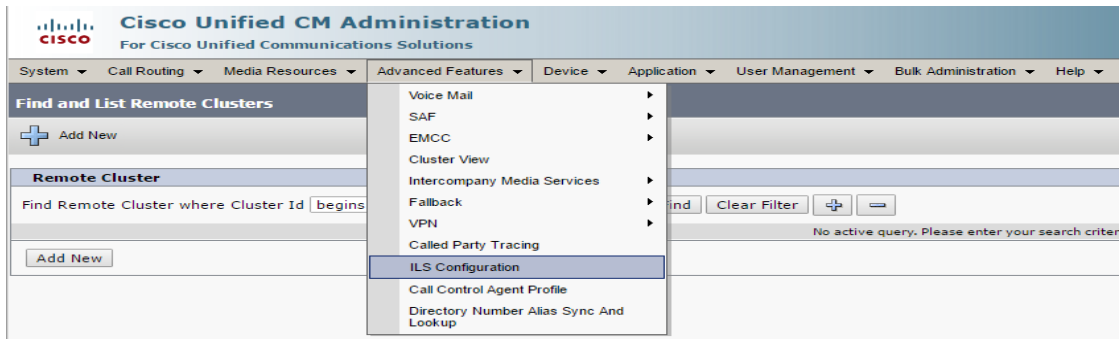 Cisco Unified CM Administration
CISCO
For Cisco Unified Communications Solutions
System Call Routing Media Resources Advanced Features Device Application User Management Bulk Administration Help
Find and List Remote Clusters
Add New
Voice Mail
SAF
EMCC
Cluster View
Intercompany Media Services
Fallback
VPN
Called Party Tracing
ILS Configuration
Call Control Agent Profile
Directory Number Alias Sync And
Lookup
Remote Cluster
Find Remote Cluster where Cluster Id begins ind Clear Filter
No active query. Please enter your search criter
Add New